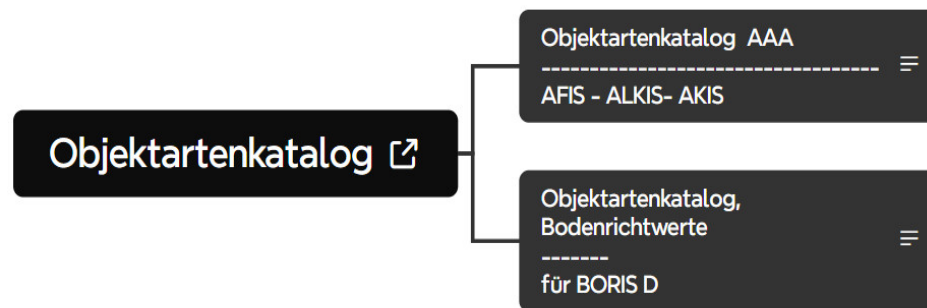 Objektartenkatalog
Objektartenkatalog AAA
-----------------------------------
AFIS - ALKIS- AKIS
Objektartenkatalog,
Bodenrichtwerte
-------
für BORIS D